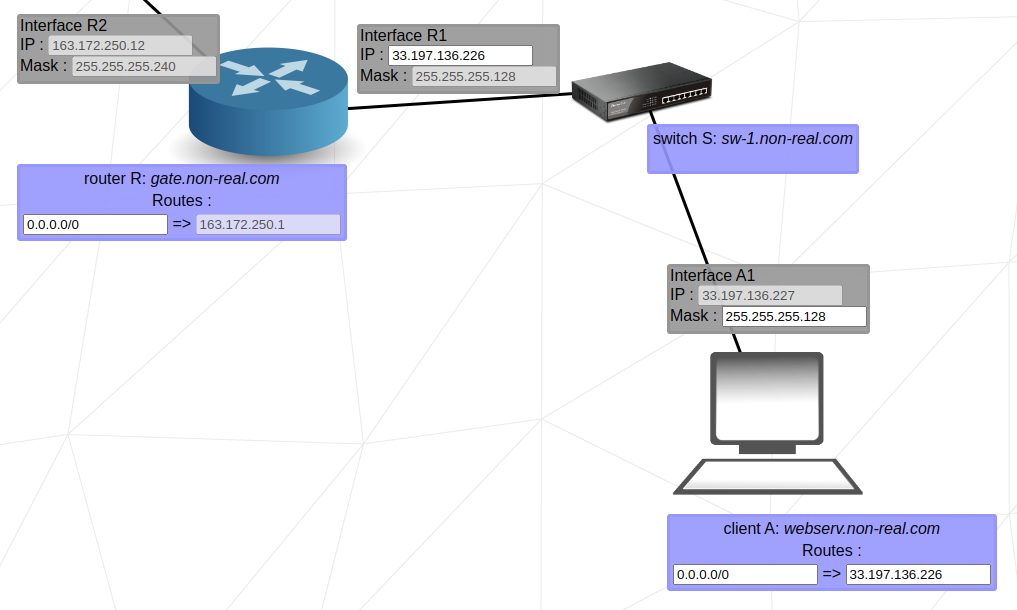 Interface R2
IP : 163.172.250.12
Mask : 255.255.255.240
Interface R1
IP : 33.197.136.226
Mask : 255.255.255.128
switch S: sw-1.non-real.com
router R: gate.non-real.com
Routes :
0.0.0.0/0 => 163.172.250.1
Interface A1
IP : 33.197.136.227
Mask : 255.255.255.128
client A: webserv.non-real.com
Routes :
0.0.0.0/0 => 33.197.136.226